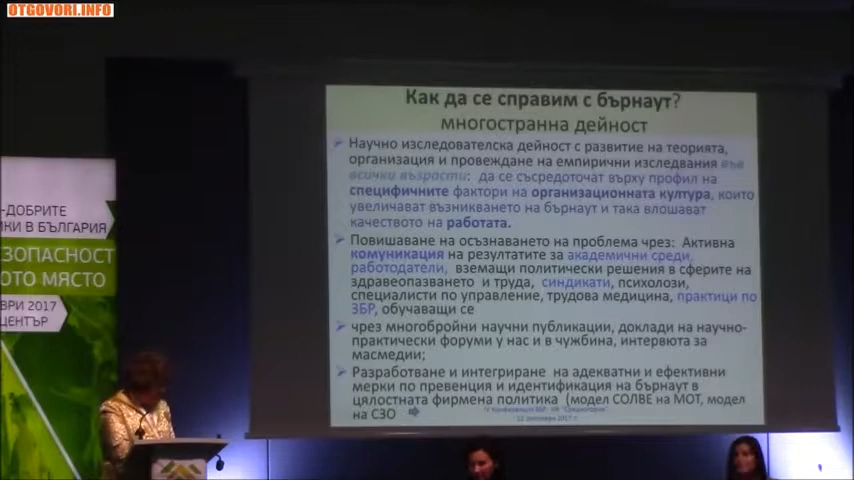 OTGOVORI.INFO
Как да се справим с бърнаут?
многостранна дейност
Научно изследователска дейност с развитие на теорията,
организация и провеждане на емпирични изследвания във
всички възрасти: да се съсредоточат върху профил на
специфичните фактори на организационната култура, които
увеличават възникването на бърнаут и така влошават
качеството на работата.
Повишаване на осъзнаването на проблема чрез: Активна
комуникация на резултатите за академични среди,
работодатели, вземащи политически решения в сферите на
здравеопазването и труда, синдикати, психолози,
специалисти по управление, трудова медицина, практици по
ЗБР, обучаващи се
чрез многобройни научни публикации, доклади на научно-
практически форуми у нас и в чужбина, интервюта за
масмедии;
Разработване и интегриране на адекватни и ефективни
мерки по превенция и идентификация на бърнаут в
цялостната фирмена политика (модел СОЛВЕ на МОТ, модел
на СЗО
-ДОБРИТЕ
ИКИ В БЪЛГАРИЯ
ЗОПАСНОСТ
ОТО МЯСТО
ВРИ 2017
ЦЕНТЪР